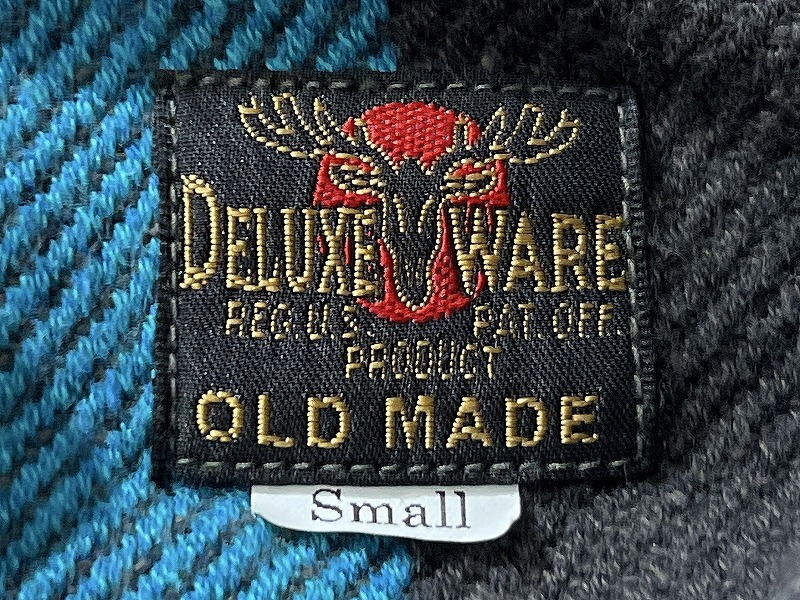 DELUXE WARE
REG. U.S. PAT. OFF.
PRODUCT
OLD MADE
Small